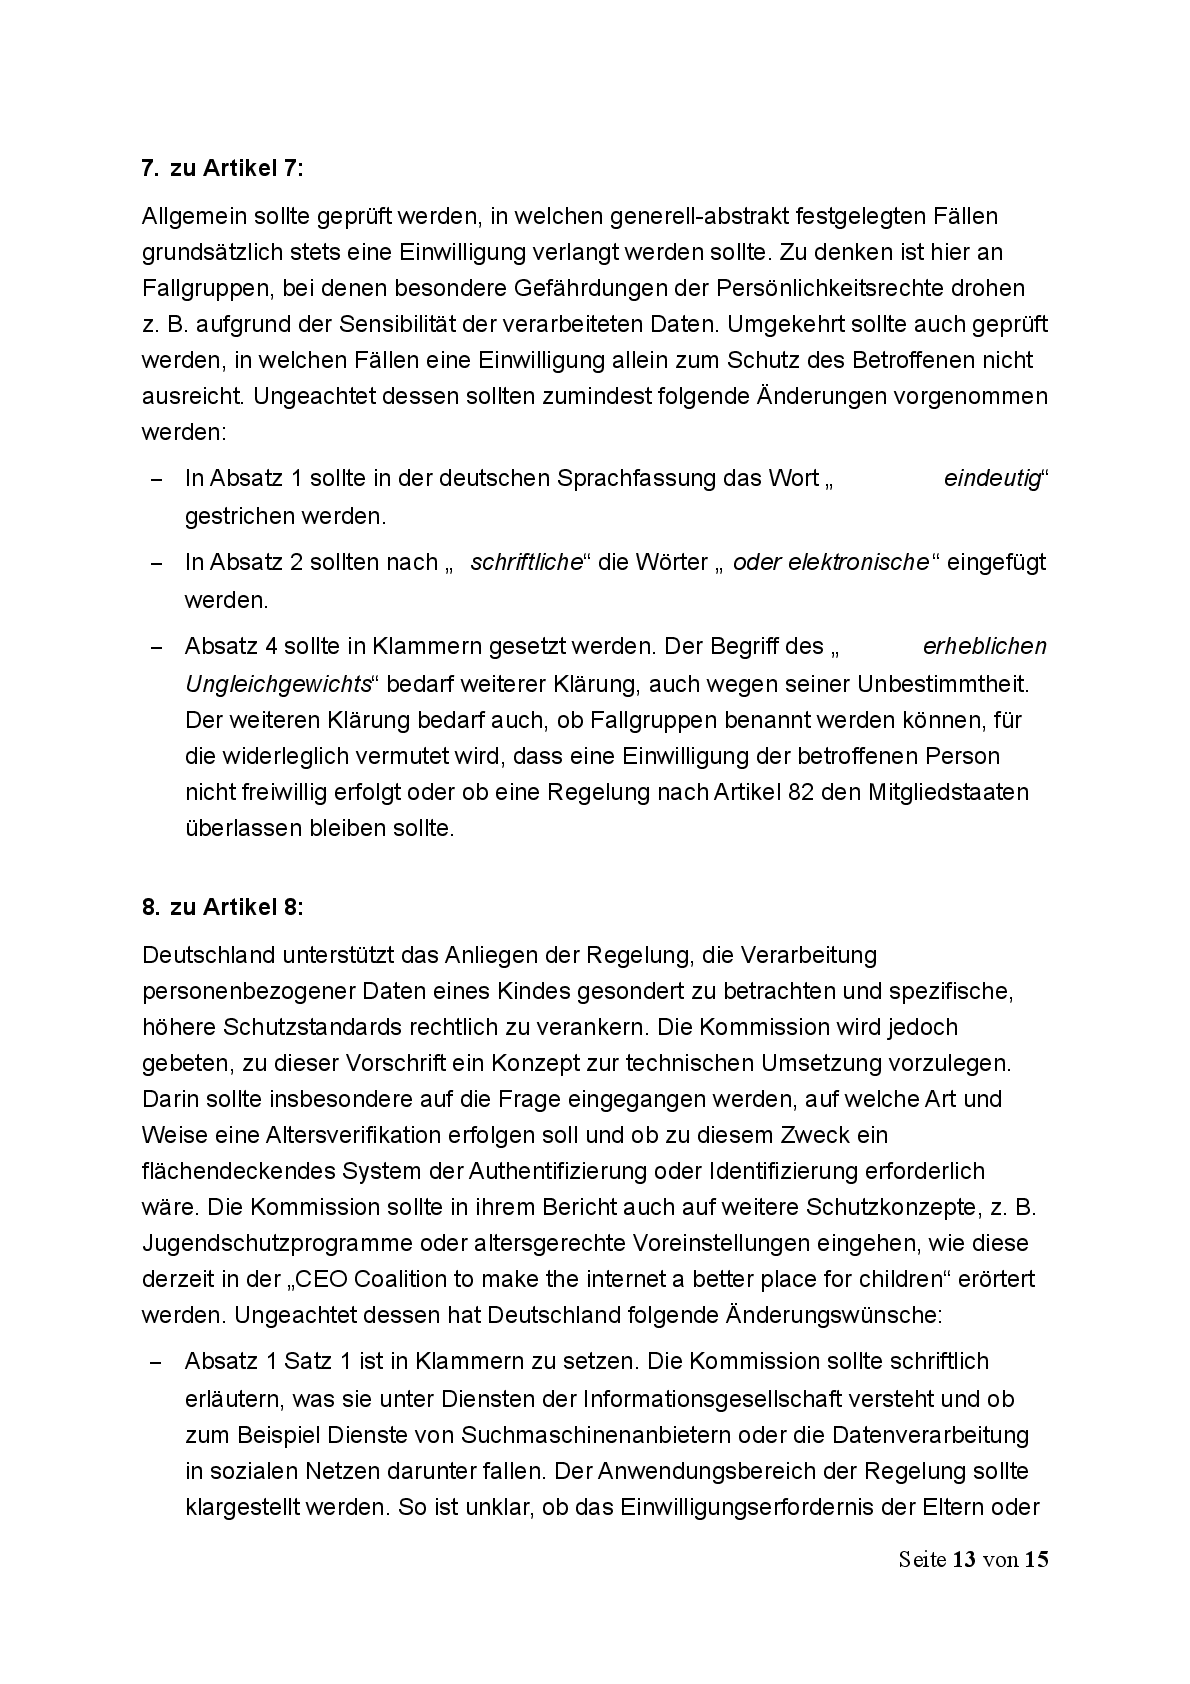 7. zu Artikel 7:
Allgemein sollte geprüft werden, in welchen generell-abstrakt festgelegten Fällen
grundsätzlich stets eine Einwilligung verlangt werden sollte. Zu denken ist hier an
Fallgruppen, bei denen besondere Gefährdungen der Persönlichkeitsrechte drohen
z. B. aufgrund der Sensibilität der verarbeiteten Daten. Umgekehrt sollte auch geprüft
werden, in welchen Fällen eine Einwilligung allein zum Schutz des Betroffenen nicht
ausreicht. Ungeachtet dessen sollten zumindest folgende Änderungen vorgenommen
werden:
– In Absatz 1 sollte in der deutschen Sprachfassung das Wort „ eindeutig“
gestrichen werden.
– In Absatz 2 sollten nach „ schriftliche“ die Wörter „ oder elektronische“ eingefügt
werden.
– Absatz 4 sollte in Klammern gesetzt werden. Der Begriff des „ erheblichen
Ungleichgewichts“ bedarf weiterer Klärung, auch wegen seiner Unbestimmtheit.
Der weiteren Klärung bedarf auch, ob Fallgruppen benannt werden können, für
die widerleglich vermutet wird, dass eine Einwilligung der betroffenen Person
nicht freiwillig erfolgt oder ob eine Regelung nach Artikel 82 den Mitgliedstaaten
überlassen bleiben sollte.
8. zu Artikel 8:
Deutschland unterstützt das Anliegen der Regelung, die Verarbeitung
personenbezogener Daten eines Kindes gesondert zu betrachten und spezifische,
höhere Schutzstandards rechtlich zu verankern. Die Kommission wird jedoch
gebeten, zu dieser Vorschrift ein Konzept zur technischen Umsetzung vorzulegen.
Darin sollte insbesondere auf die Frage eingegangen werden, auf welche Art und
Weise eine Altersverifikation erfolgen soll und ob zu diesem Zweck ein
flächendeckendes System der Authentifizierung oder Identifizierung erforderlich
wäre. Die Kommission sollte in ihrem Bericht auch auf weitere Schutzkonzepte, z. B.
Jugendschutzprogramme oder altersgerechte Voreinstellungen eingehen, wie diese
derzeit in der „CEO Coalition to make the internet a better place for children“ erörtert
werden. Ungeachtet dessen hat Deutschland folgende Änderungswünsche:
– Absatz 1 Satz 1 ist in Klammern zu setzen. Die Kommission sollte schriftlich
erläutern, was sie unter Diensten der Informationsgesellschaft versteht und ob
zum Beispiel Dienste von Suchmaschinenanbietern oder die Datenverarbeitung
in sozialen Netzen darunter fallen. Der Anwendungsbereich der Regelung sollte
klargestellt werden. So ist unklar, ob das Einwilligungserfordernis der Eltern oder
Seite 13 von 15